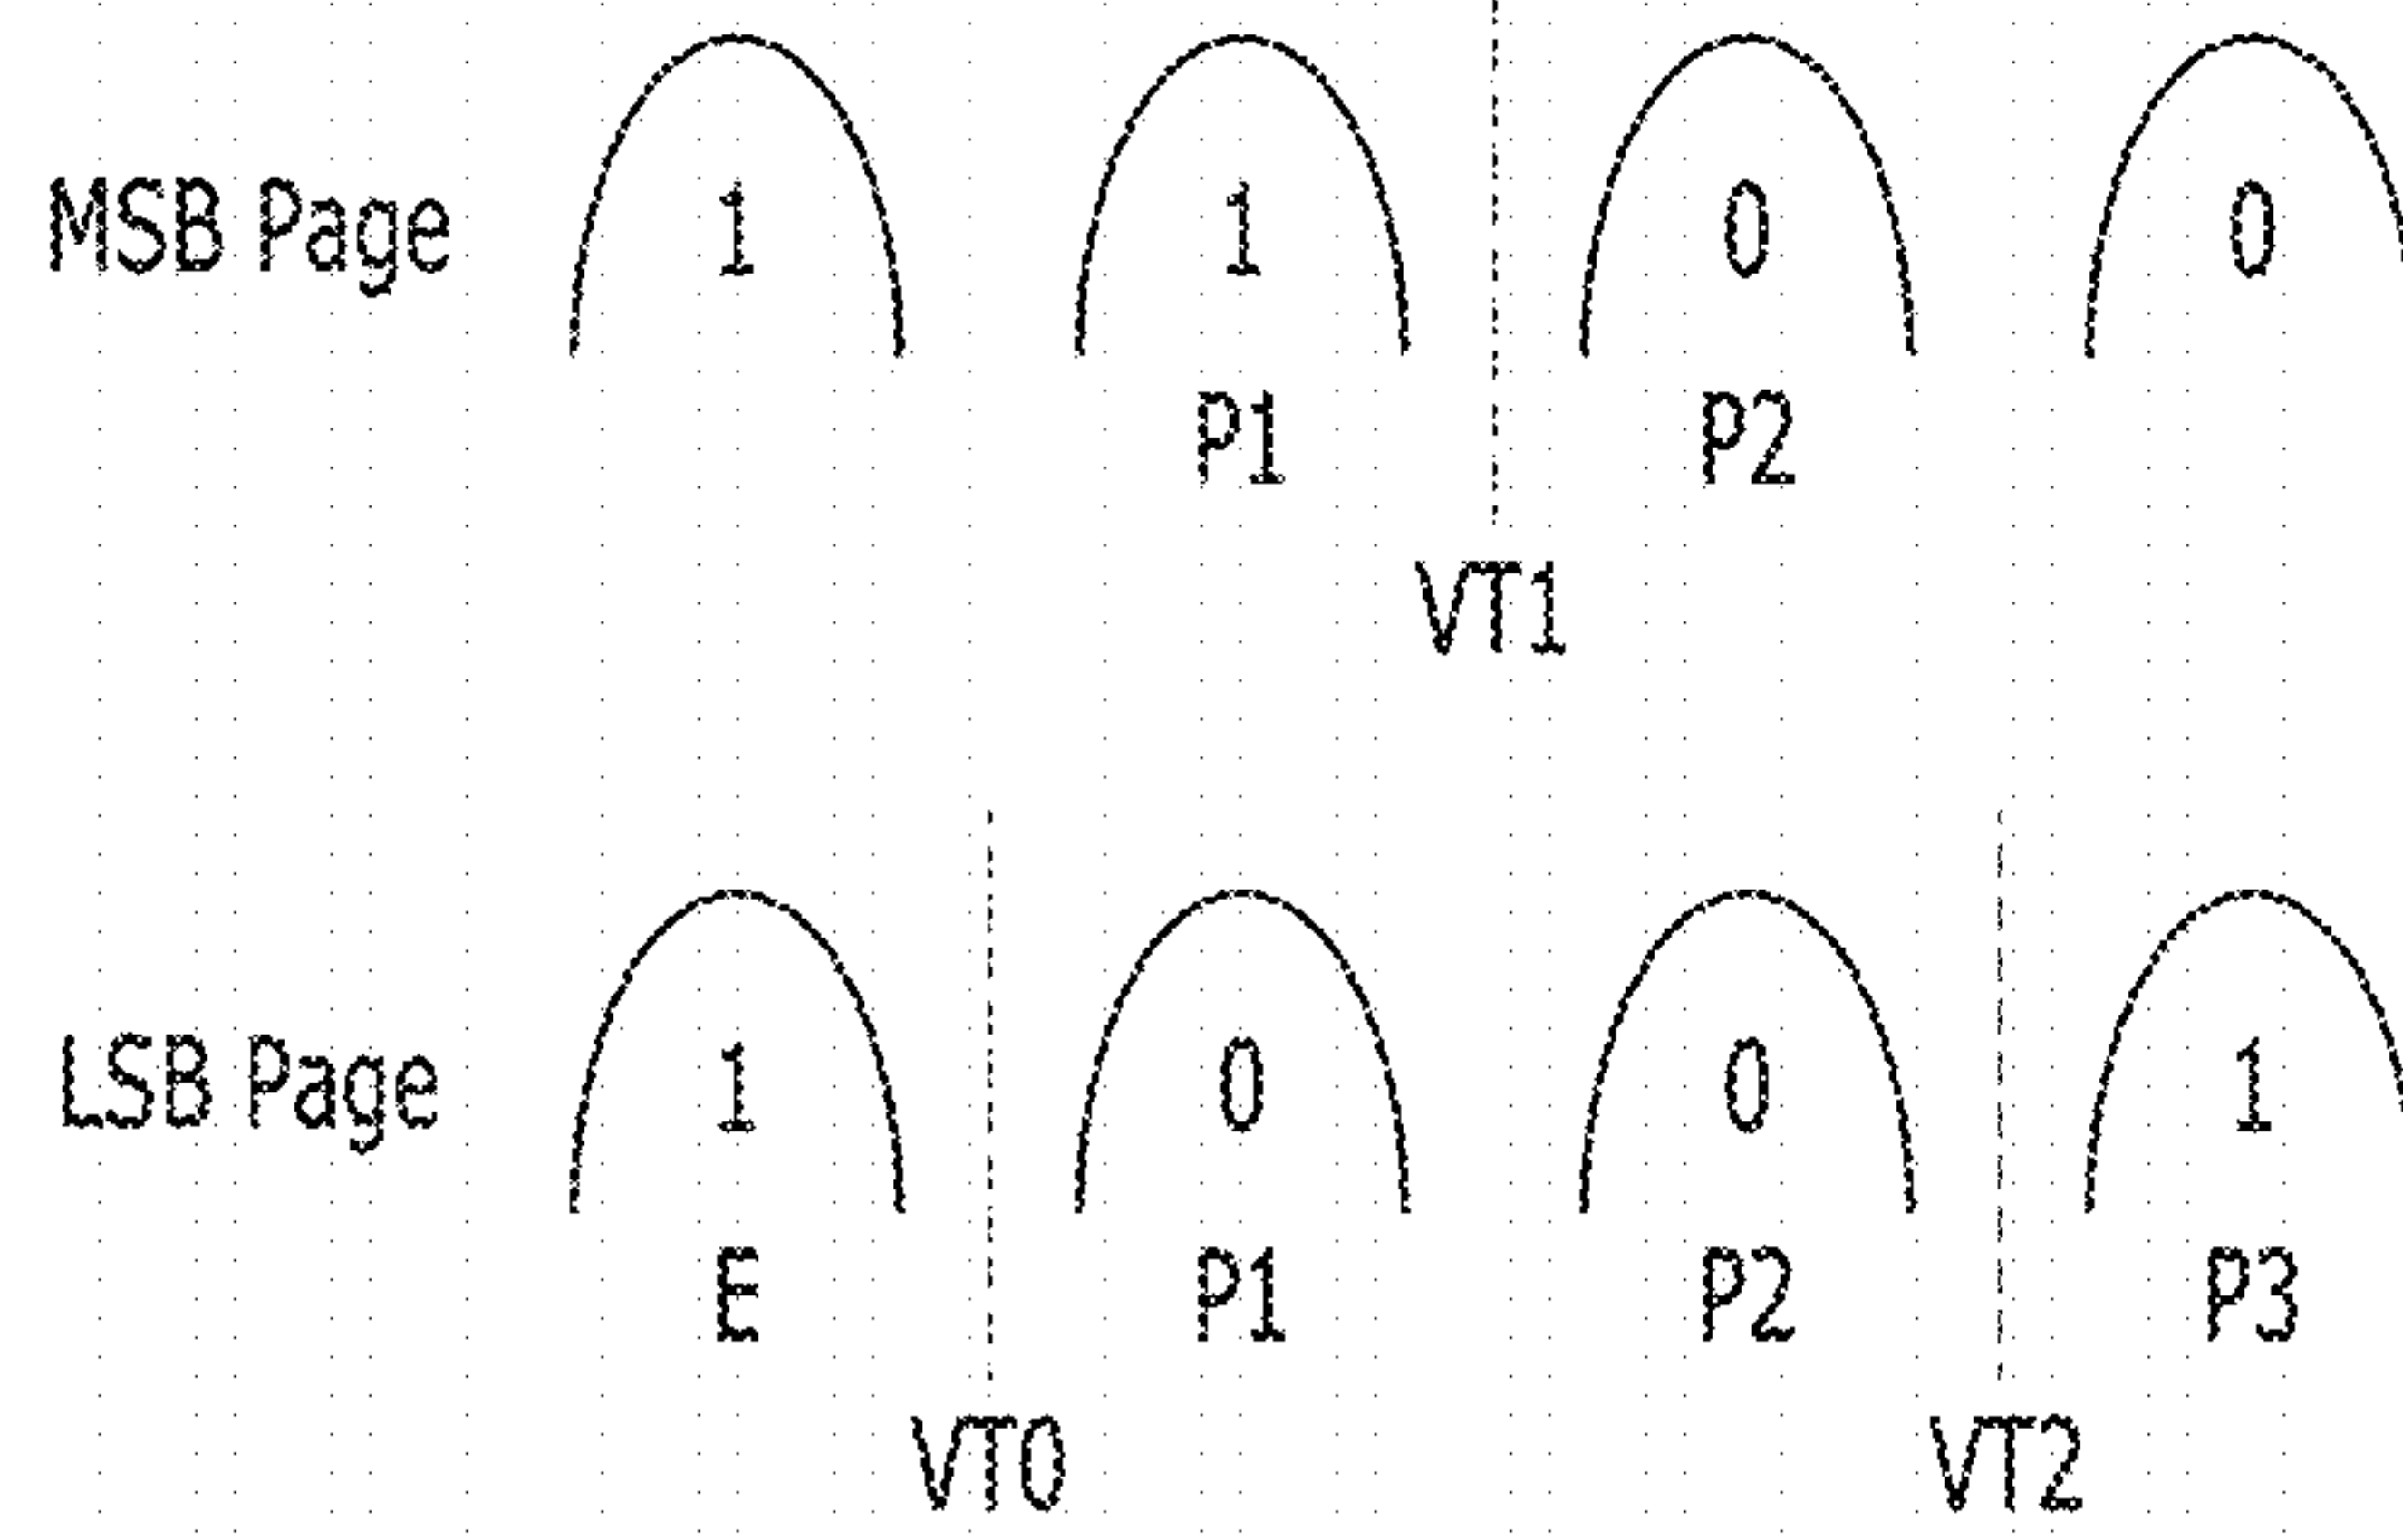 MSB Page 1 1 0 0
P1 P2
VT1
LSB Page 1 0 0 1
E P1 P2 P3
VT0 VT2